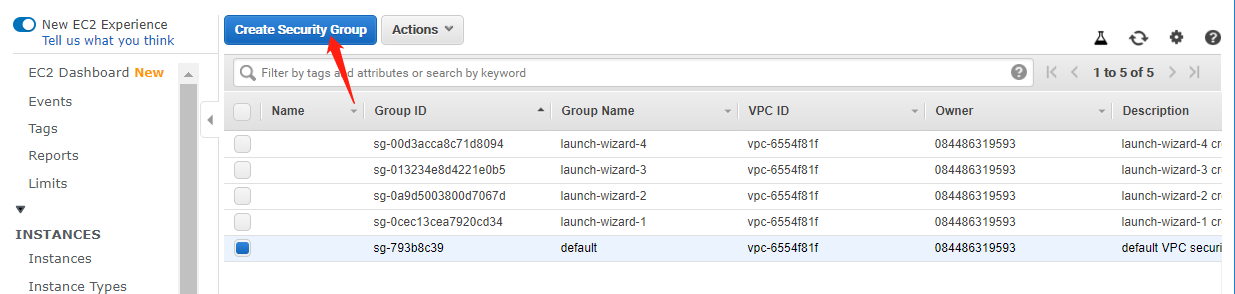 New EC2 Experience
Tell us what you think
EC2 Dashboard New
Events
Tags
Reports
Limits
INSTANCES
Instances
Instance Types
Create Security Group Actions
Filter by tags and attributes or search by keyword 1 to 5 of 5
Name Group ID Group Name VPC ID Owner Description
sg-00d3acca8c71d8094 launch-wizard-4 vpc-6554f81f 084486319593 launch-wizard-4 cre
sg-013234e8d4221e0b5 launch-wizard-3 vpc-6554f81f 084486319593 launch-wizard-3 cre
sg-0a9d5003800d7067d launch-wizard-2 vpc-6554f81f 084486319593 launch-wizard-2 cre
sg-0cec13cea7920cd34 launch-wizard-1 vpc-6554f81f 084486319593 launch-wizard-1 cre
sg-793b8c39 default vpc-6554f81f 084486319593 default VPC securi